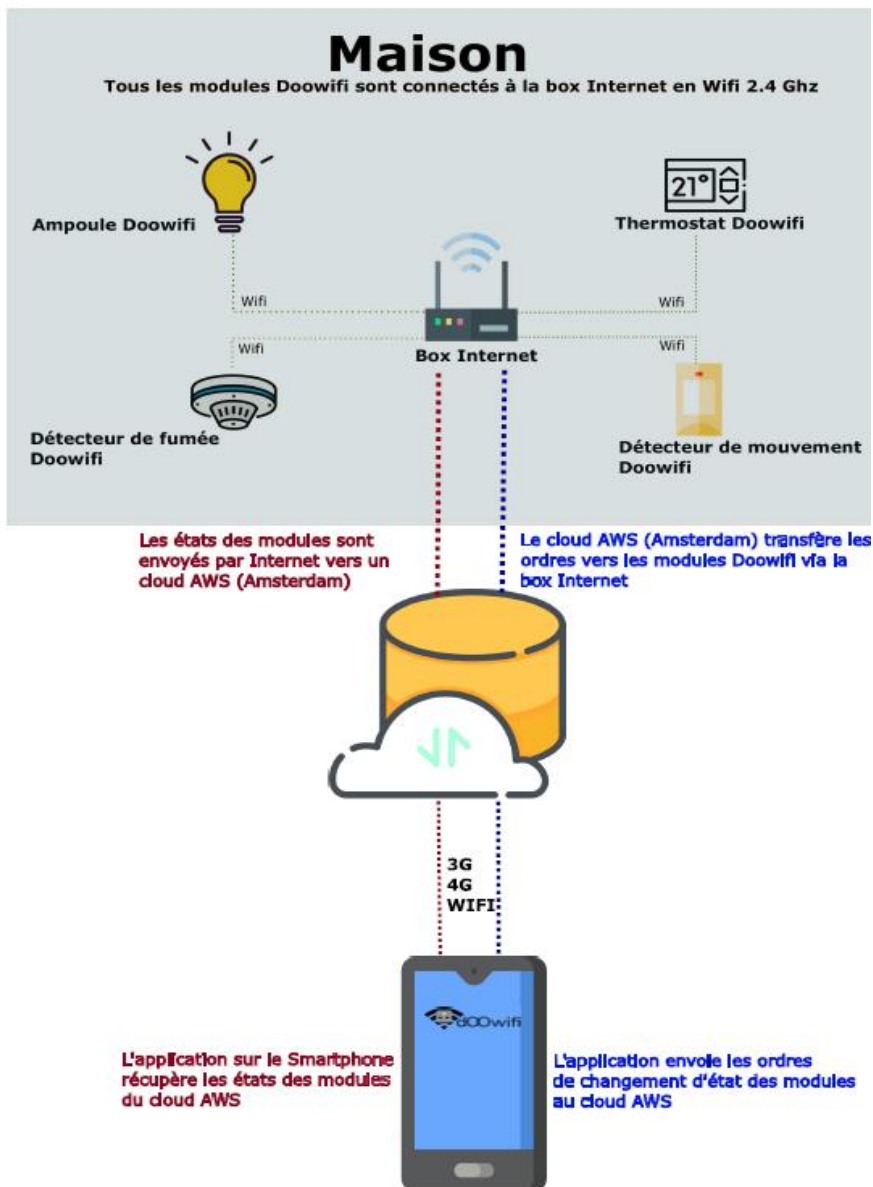 Maison
Tous les modules Doowifi sont connectés à la box Internet en Wifi 2.4 Ghz
21°
Ampoule Doowifi
Thermostat Doowifi
Wifi
Wifi
Wifi
Wifi
Box Internet
Détecteur de fumée
Doowifi
Détecteur de mouvement
Doowifi
Les états des modules sont
envoyés par Internet vers un
cloud AWS (Amsterdam)
Le cloud AWS (Amsterdam) transfère les
ordres vers les modules Doowifi via la
box Internet
3G
4G
WIFI
dOOwifi
L'application sur le Smartphone
récupère les états des modules
du cloud AWS
L'application envoie les ordres
de changement d'état des modules
au cloud AWS